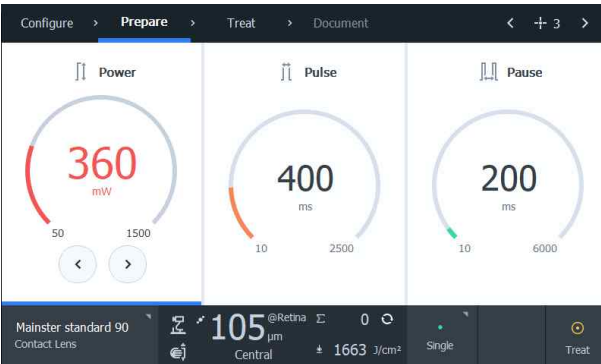 Configure > Prepare > Treat > Document < 3 >
Power Pulse Pause
360 400 200
mW ms ms
50 1500 10 2500 10 6000
< >
Mainster standard 90
Contact Lens
105 @Retina µm
Central
Σ 0
± 1663 J/cm²
Single
Treat